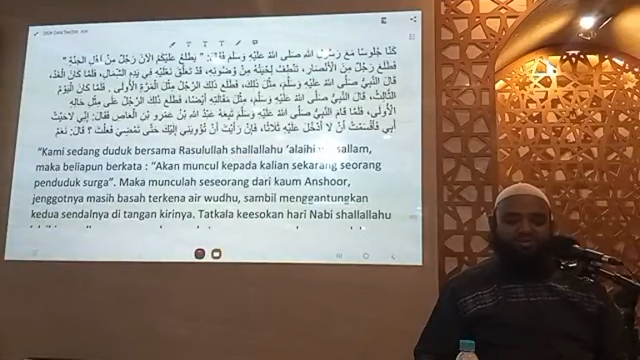 كنا جلوسا مع رسول الله صلى الله عليه وسلم فقال: " يطلع عليكم الآن رجل من أهل الجنة "
فطلع رجل من الأنصار، تنطف لحيته من وضوئه، قد تعلق نعليه في يده الشمال، فلما كان الغد،
قال النبي صلى الله عليه وسلم، مثل ذلك، فطلع ذلك الرجل مثل المرة الأولى . فلما كان اليوم
الثالث، قال النبي صلى الله عليه وسلم، مثل مقالته أيضا، فطلع ذلك الرجل على مثل حاله
الأولى، فلما قام النبي صلى الله عليه وسلم تبعه عبد الله بن عمرو بن العاص فقال: إني لاحيت
أبي فأقسمت أن لا أدخل عليه ثلاثا، فإن رأيت أن تؤويني إليك حتى تمضي فعلت ؟ قال: نعم
“Kami sedang duduk bersama Rasulullah shallallahu ‘alaihi sallam,
maka beliapun berkata : “Akan muncul kepada kalian sekarang seorang
penduduk surga”. Maka munculah seseorang dari kaum Anshoor,
jenggotnya masih basah terkena air wudhu, sambil menggantungkan
kedua sendalnya di tangan kirinya. Tatkala keesokan hari Nabi shallallahu